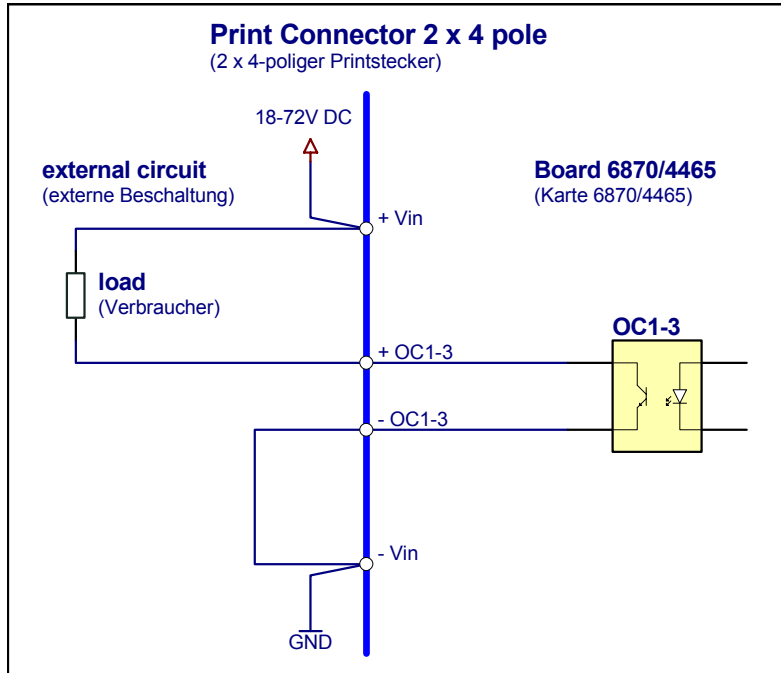 Print Connector 2 x 4 pole
(2 x 4-poliger Printstecker)
18-72V DC
external circuit
(externe Beschaltung)
Board 6870/4465
(Karte 6870/4465)
+ Vin
load
(Verbraucher)
OC1-3
+ OC1-3
- OC1-3
- Vin
GND